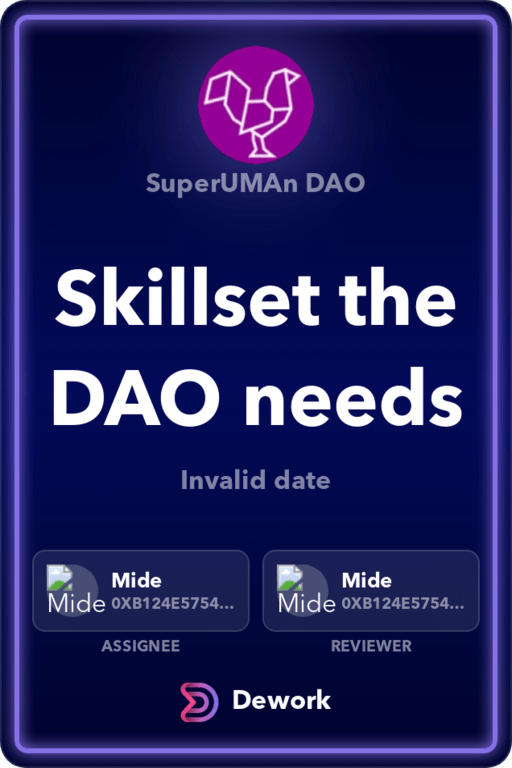 SuperUMAn DAO
Skillset the
DAO needs
Invalid date
Mide
Mide
0XB124E5754...
ASSIGNEE
Mide
Mide
0XB124E5754...
REVIEWER
Dework